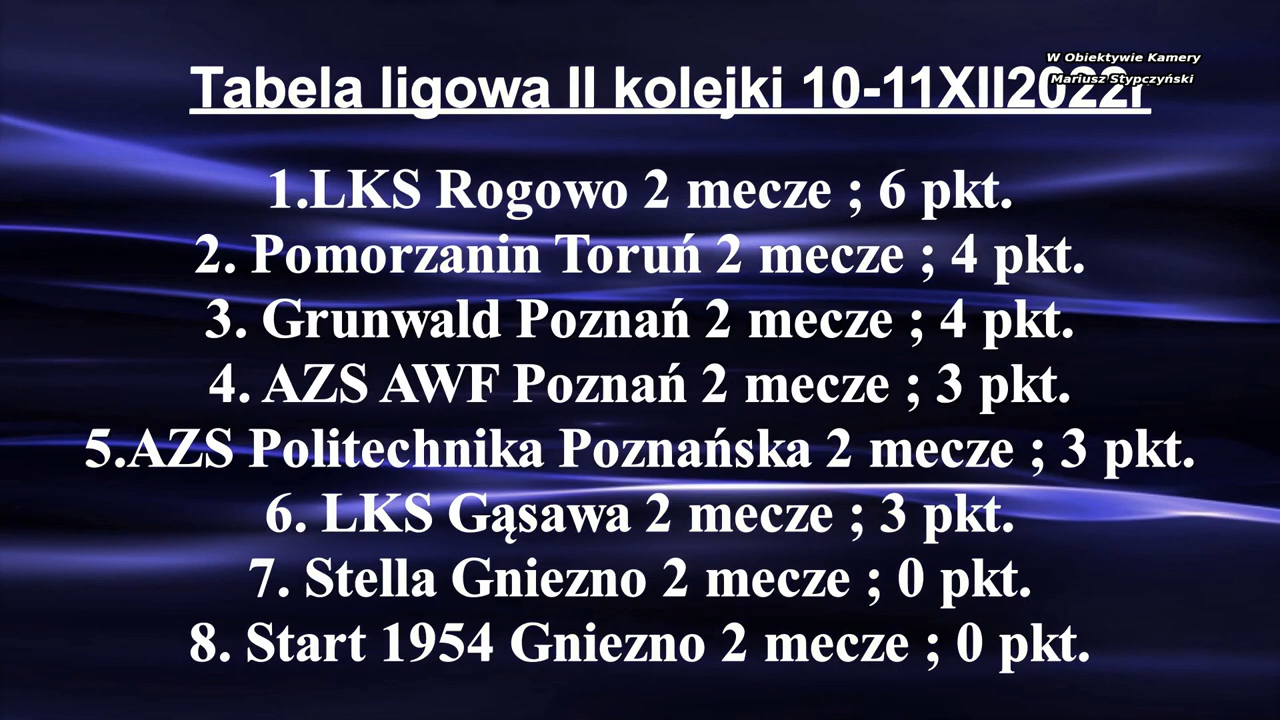 W Obiektywie Kamery
Mariusz Stypczyński
Tabela ligowa II kolejki 10-11XII2022r
1.LKS Rogowo 2 mecze ; 6 pkt.
2. Pomorzanin Toruń 2 mecze ; 4 pkt.
3. Grunwald Poznań 2 mecze ; 4 pkt.
4. AZS AWF Poznań 2 mecze ; 3 pkt.
5.AZS Politechnika Poznańska 2 mecze ; 3 pkt.
6. LKS Gąsawa 2 mecze ; 3 pkt.
7. Stella Gniezno 2 mecze ; 0 pkt.
8. Start 1954 Gniezno 2 mecze ; 0 pkt.